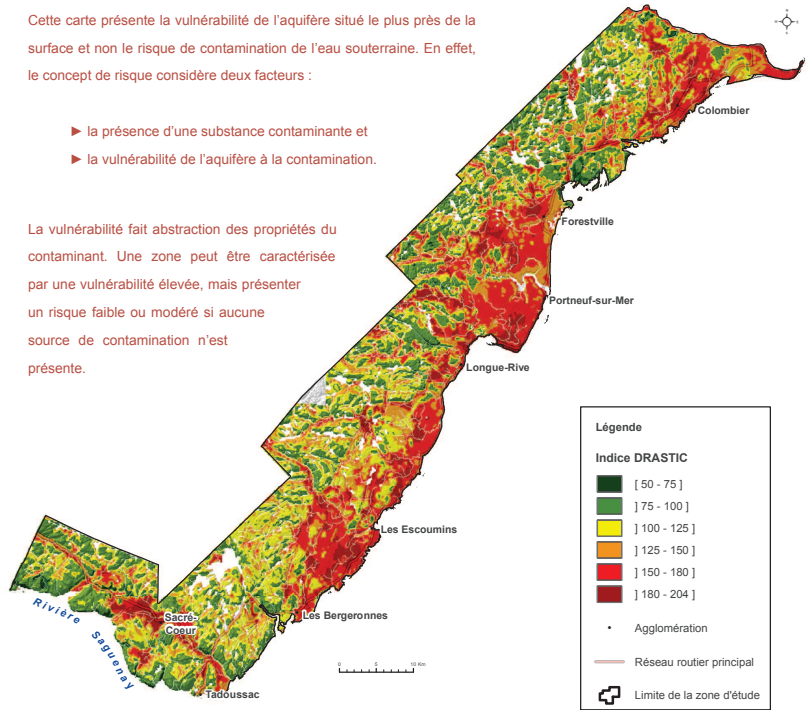 Cette carte présente la vulnérabilité de l'aquifère situé le plus près de la
surface et non le risque de contamination de l'eau souterraine. En effet,
le concept de risque considère deux facteurs :
► la présence d'une substance contaminante et
► la vulnérabilité de l'aquifère à la contamination.
La vulnérabilité fait abstraction des propriétés du
contaminant. Une zone peut être caractérisée
par une vulnérabilité élevée, mais présenter
un risque faible ou modéré si aucune
source de contamination n'est
présente.
N
Colombier
Forestville
Portneuf-sur-Mer
Longue-Rive
Les Escoumins
Les Bergeronnes
Sacré-
Coeur
Tadoussac
Rivière Saguenay
0 5 10 Km
Légende
Indice DRASTIC
[ 50 - 75 ]
] 75 - 100 ]
] 100 - 125 ]
] 125 - 150 ]
] 150 - 180 ]
] 180 - 204 ]
Agglomération
Réseau routier principal
Limite de la zone d'étude